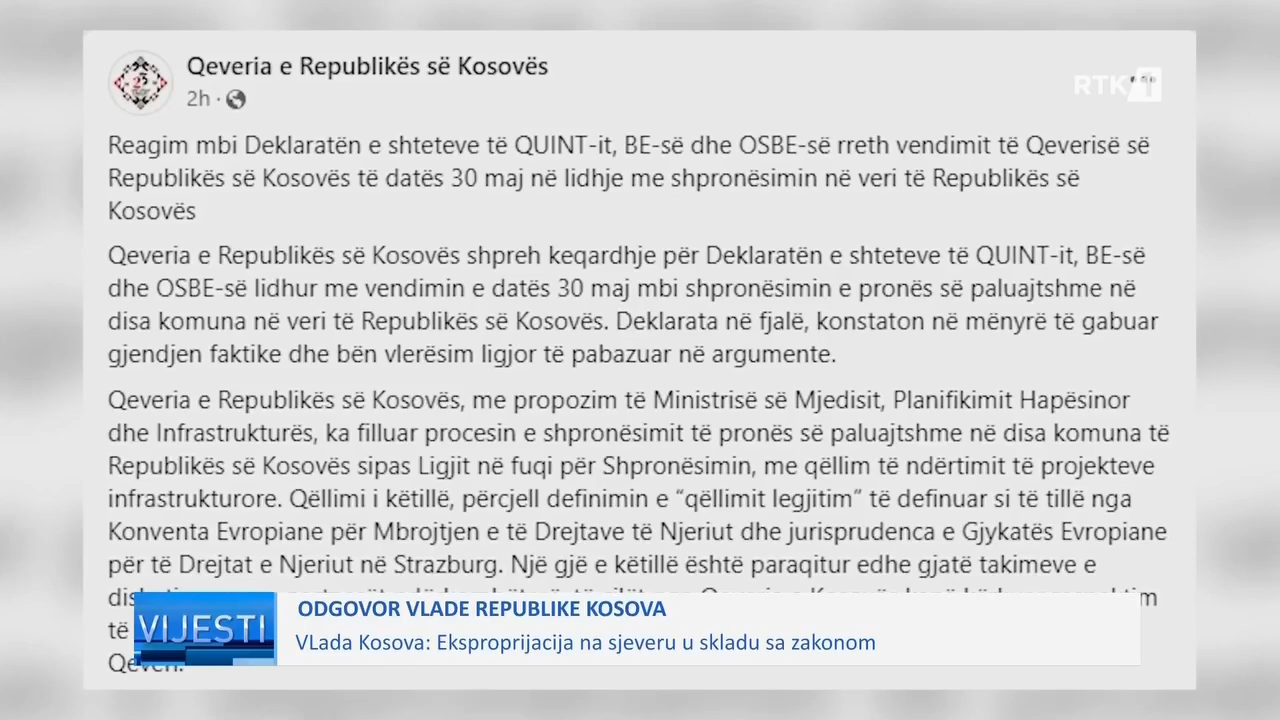 Qeveria e Republikës së Kosovës
2h ·
RTK 1
Reagim mbi Deklaratën e shteteve të QUINT-it, BE-së dhe OSBE-së rreth vendimit të Qeverisë së
Republikës së Kosovës të datës 30 maj në lidhje me shpronësimin në veri të Republikës së
Kosovës
Qeveria e Republikës së Kosovës shpreh keqardhje për Deklaratën e shteteve të QUINT-it, BE-së
dhe OSBE-së lidhur me vendimin e datës 30 maj mbi shpronësimin e pronës së paluajtshme në
disa komuna në veri të Republikës së Kosovës. Deklarata në fjalë, konstaton në mënyrë të gabuar
gjendjen faktike dhe bën vlerësim ligjor të pabazuar në argumente.
Qeveria e Republikës së Kosovës, me propozim të Ministrisë së Mjedisit, Planifikimit Hapësinor
dhe Infrastrukturës, ka filluar procesin e shpronësimit të pronës së paluajtshme në disa komuna të
Republikës së Kosovës sipas Ligjit në fuqi për Shpronësimin, me qëllim të ndërtimit të projekteve
infrastrukturore. Qëllimi i këtillë, përcjell definimin e “qëllimit legjitim” të definuar si të tillë nga
Konventa Evropiane për Mbrojtjen e të Drejtave të Njeriut dhe jurisprudenca e Gjykatës Evropiane
për të Drejtat e Njeriut në Strazburg. Një gjë e këtillë është paraqitur edhe gjatë takimeve e
të
VIJESTI
ODGOVOR VLADE REPUBLIKE KOSOVA
VLada Kosova: Eksproprijacija na sjeveru u skladu sa zakonom